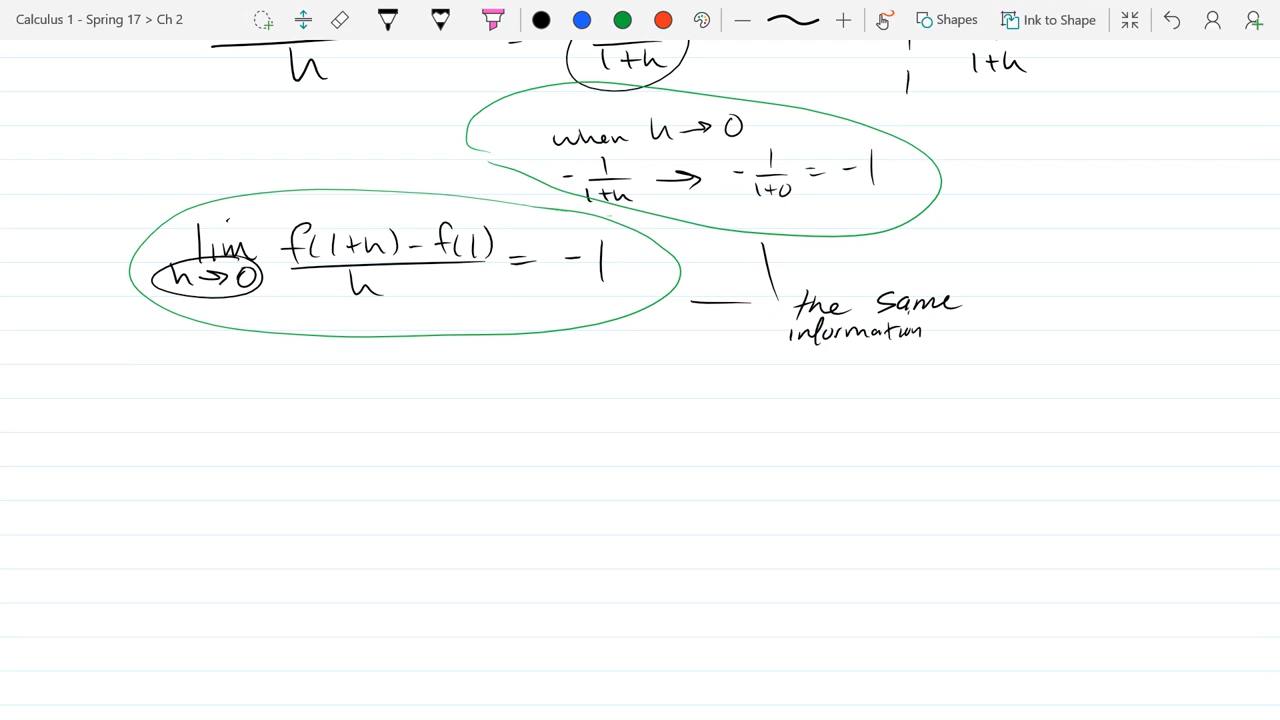 Calculus 1 - Spring 17 > Ch 2
Shapes
Ink to Shape
h
=
1+h
1+h
when h → 0
- 1/(1+h) → - 1/(1+0) = -1
lim h→0 (f(1+h) - f(1))/h = -1
the same
information